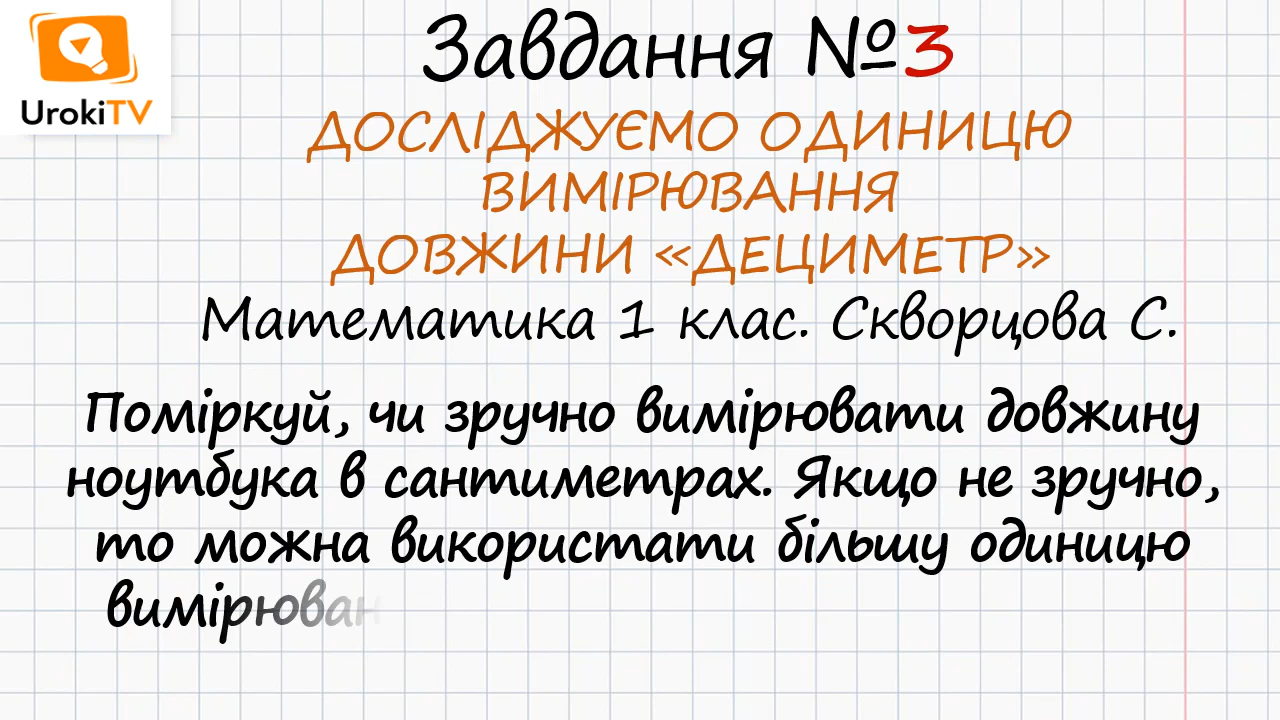 UrokiTV
Завдання №3
ДОСЛІДЖУЄМО ОДИНИЦЮ
ВИМІРЮВАННЯ
ДОВЖИНИ «ДЕЦИМЕТР»
Математика 1 клас. Скворцова С.
Поміркуй, чи зручно вимірювати довжину
ноутбука в сантиметрах. Якщо не зручно,
то можна використати більшу одиницю
вимірюван